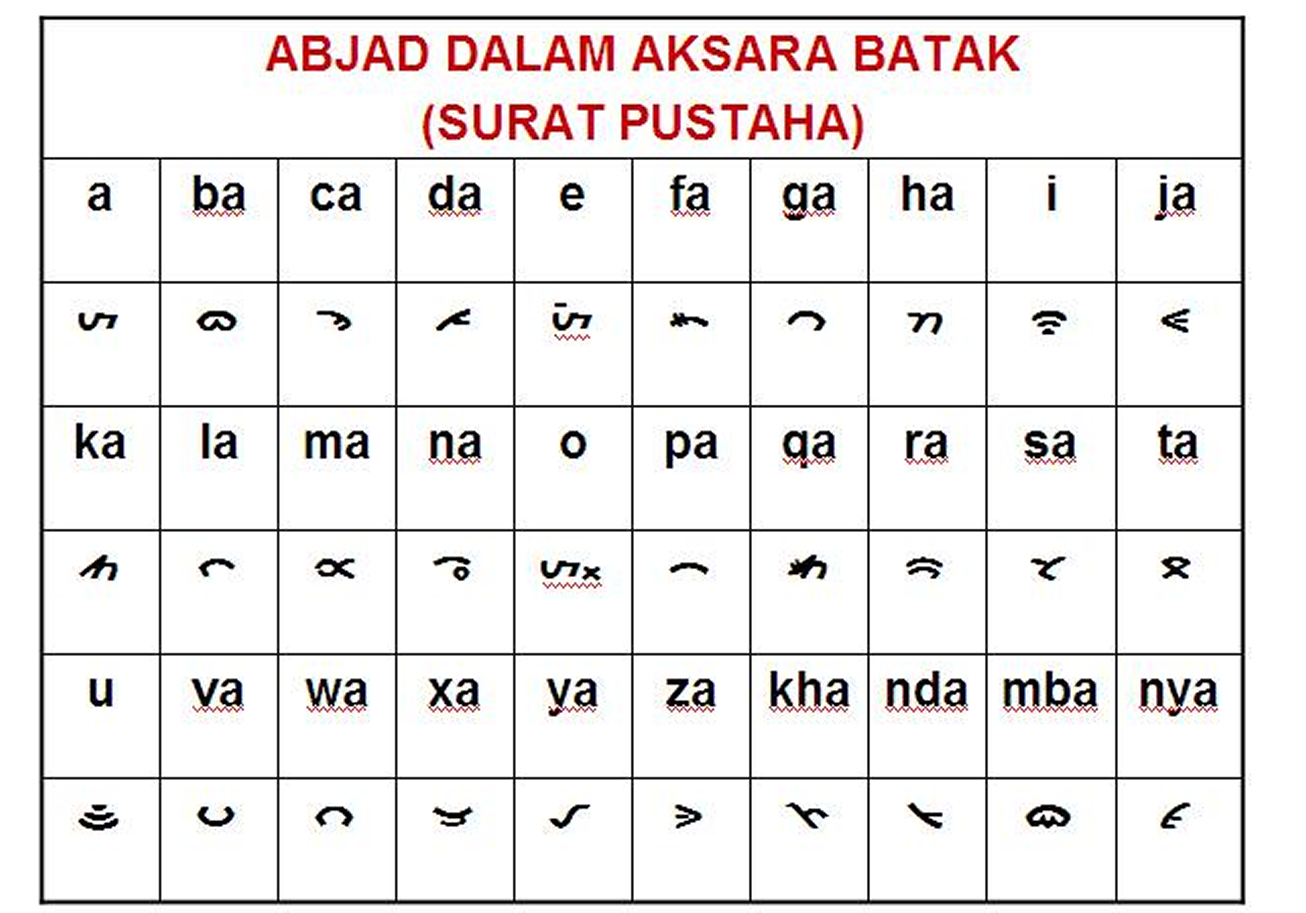 ABJAD DALAM AKSARA BATAK
(SURAT PUSTAHA)
a ba ca da e fa ga ha i ja
ᯀ ᯅ ᯑ ᯀᯩ ᯎ ᯂ ᯤ ᯐ
ka la ma na o pa qa ra sa ta
ᯞ ᯔ ᯉ ᯀᯬ ᯇ ᯒ ᯘ ᯗ
u va wa xa ya za kha nda mba nya
ᯥ ᯋ ᯛ ᯢ ᯣ